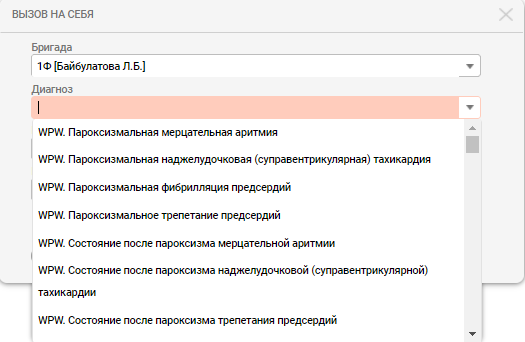 ВЫЗОВ НА СЕБЯ
Бригада
1Ф [Байбулатова Л.Б.]
Диагноз
WPW. Пароксизмальная мерцательная аритмия
WPW. Пароксизмальная наджелудочковая (суправентрикулярная) тахикардия
WPW. Пароксизмальная фибрилляция предсердий
WPW. Пароксизмальное трепетание предсердий
WPW. Состояние после пароксизма мерцательной аритмии
WPW. Состояние после пароксизма наджелудочковой (суправентрикулярной)
тахикардии
WPW. Состояние после пароксизма трепетания предсердий